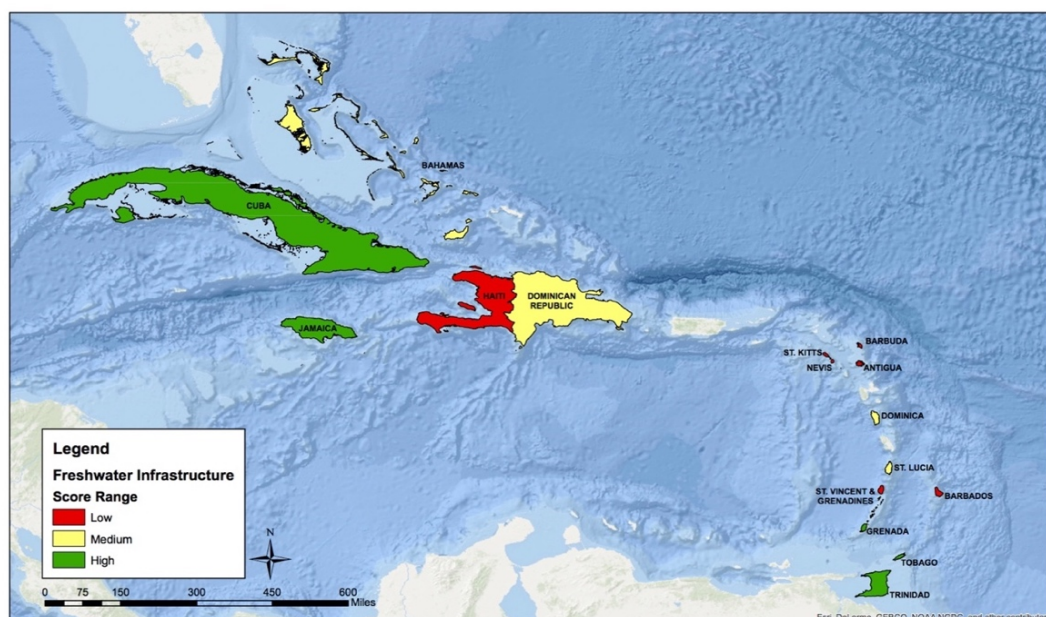 BAHAMAS
CUBA
HAITI
DOMINICAN
REPUBLIC
JAMAICA
BARBUDA
ST. KITTS
NEVIS
ANTIGUA
DOMINICA
ST. LUCIA
ST. VINCENT &
GRENADINES
BARBADOS
GRENADA
TOBAGO
TRINIDAD
Legend
Freshwater Infrastructure
Score Range
Low
Medium
High
N
0 75 150 300 450 600
Miles